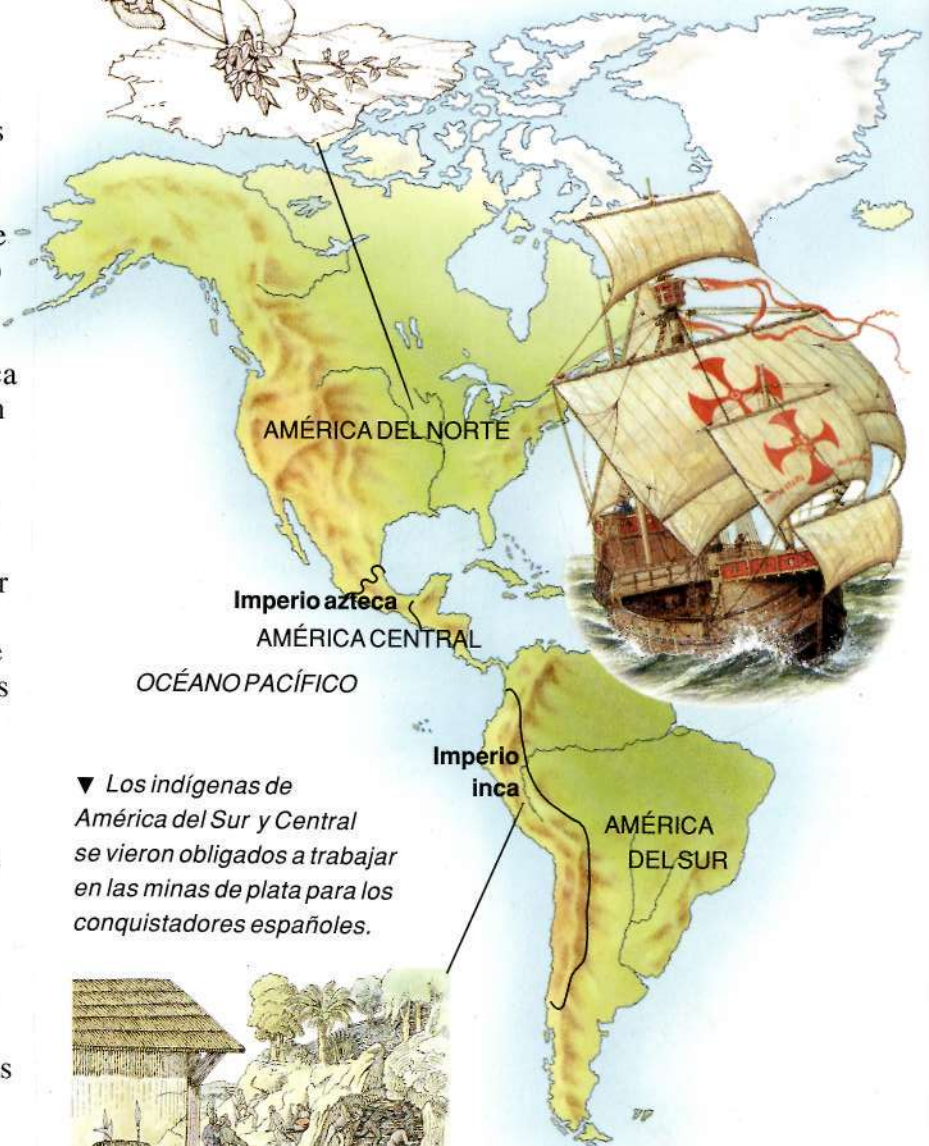 AMÉRICA DEL NORTE
Imperio azteca
AMÉRICA CENTRAL
OCÉANO PACÍFICO
Imperio
inca
AMÉRICA
DEL SUR
▼ Los indígenas de
América del Sur y Central
se vieron obligados a trabajar
en las minas de plata para los
conquistadores españoles.